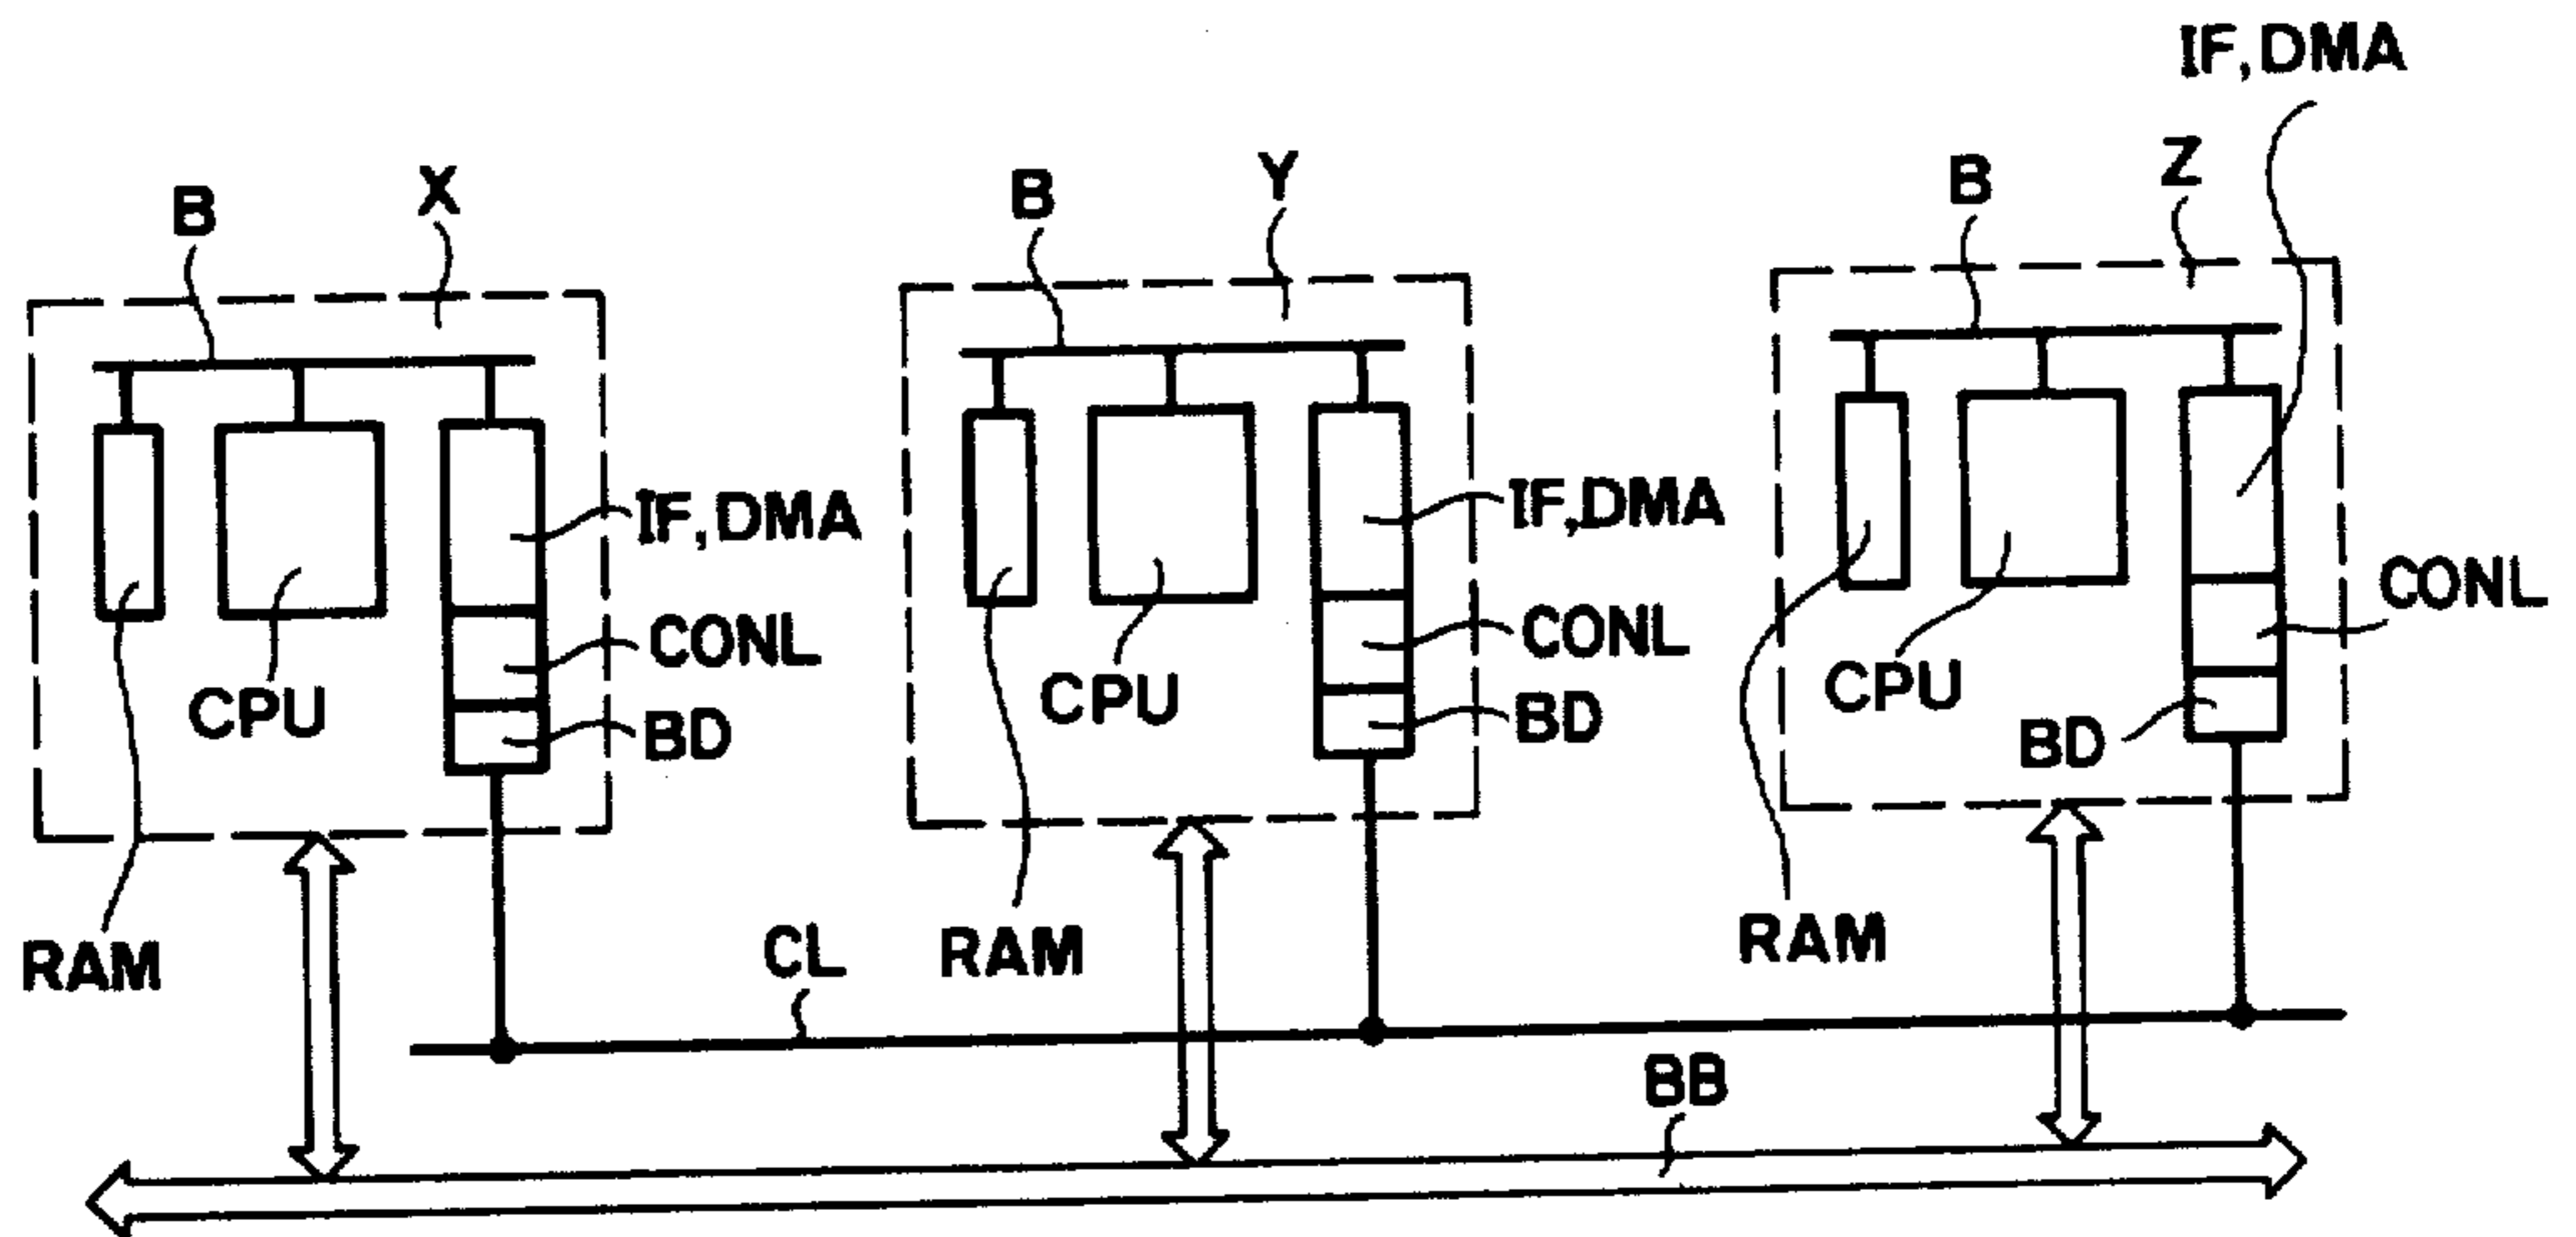 IF, DMA
B
X
B
Y
B
Z
IF, DMA
IF,DMA
CONL
CONL
CONL
CPU
BD
CPU
BD
CPU
BD
RAM
CL
RAM
RAM
BB